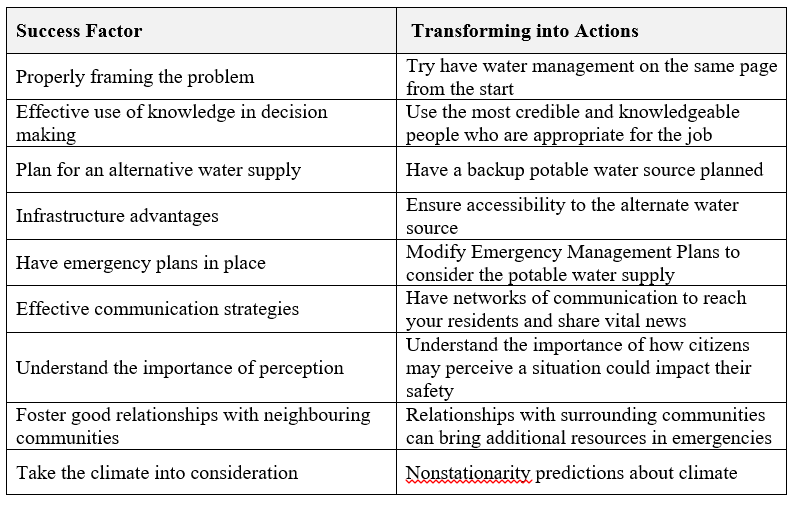 Success Factor
Transforming into Actions
Properly framing the problem
Try have water management on the same page
from the start
Effective use of knowledge in decision
making
Use the most credible and knowledgeable
people who are appropriate for the job
Plan for an alternative water supply
Have a backup potable water source planned
Infrastructure advantages
Ensure accessibility to the alternate water
source
Have emergency plans in place
Modify Emergency Management Plans to
consider the potable water supply
Effective communication strategies
Have networks of communication to reach
your residents and share vital news
Understand the importance of perception
Understand the importance of how citizens
may perceive a situation could impact their
safety
Foster good relationships with neighbouring
communities
Relationships with surrounding communities
can bring additional resources in emergencies
Take the climate into consideration
Nonstationarity predictions about climate